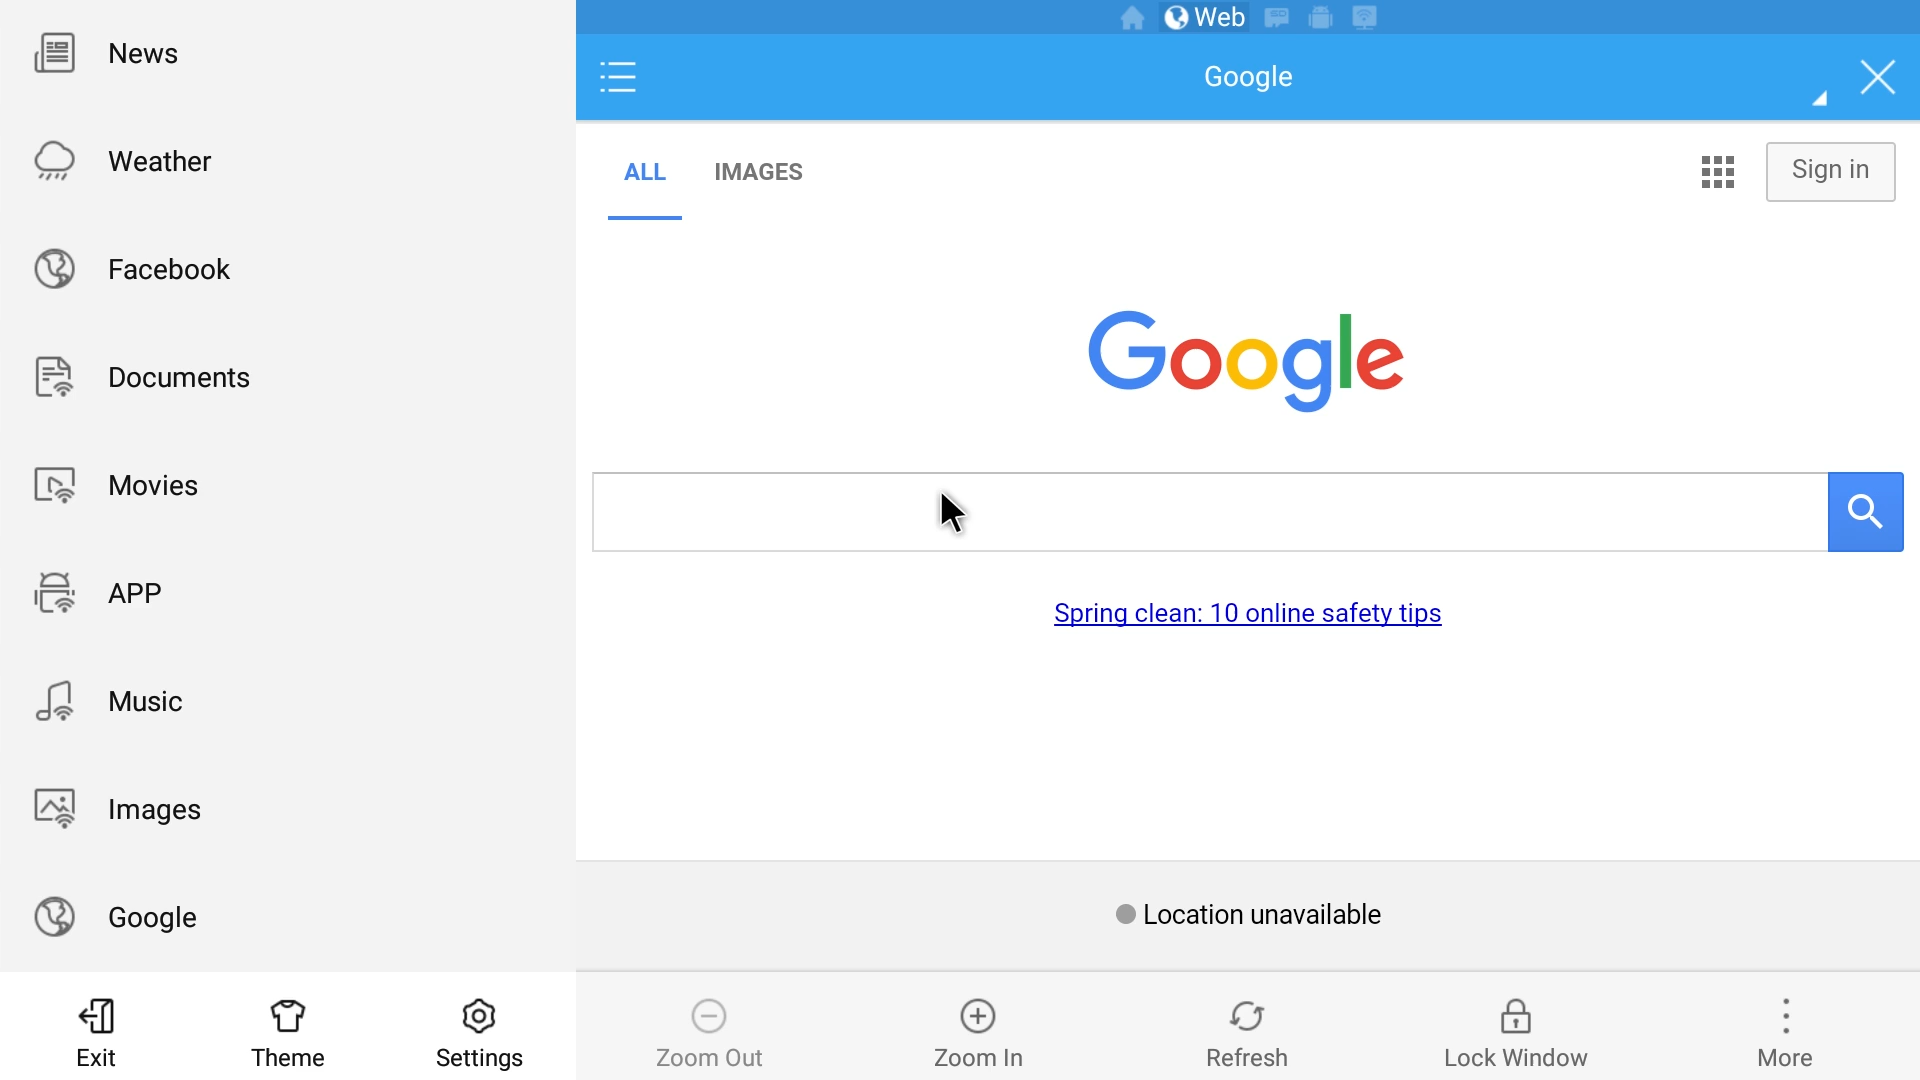 News
Weather
Facebook
Documents
Movies
APP
Music
Images
Google
Exit
Theme
Settings
Web
Google
ALL
IMAGES
Sign in
Google
Spring clean: 10 online safety tips
Location unavailable
Zoom Out
Zoom In
Refresh
Lock Window
More